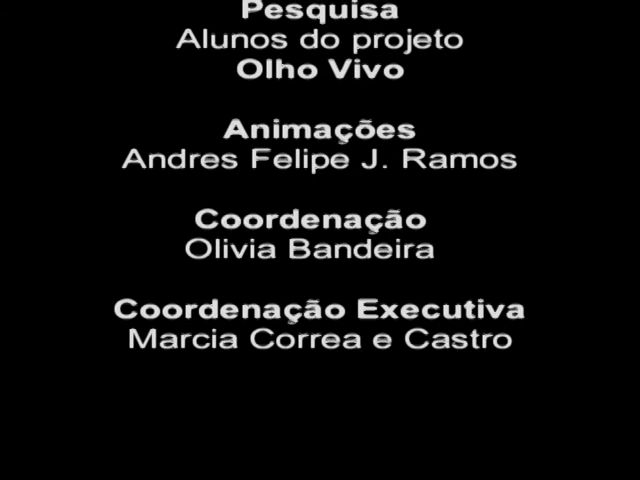 Pesquisa
Alunos do projeto
Olho Vivo
Animações
Andres Felipe J. Ramos
Coordenação
Olivia Bandeira
Coordenação Executiva
Marcia Correa e Castro